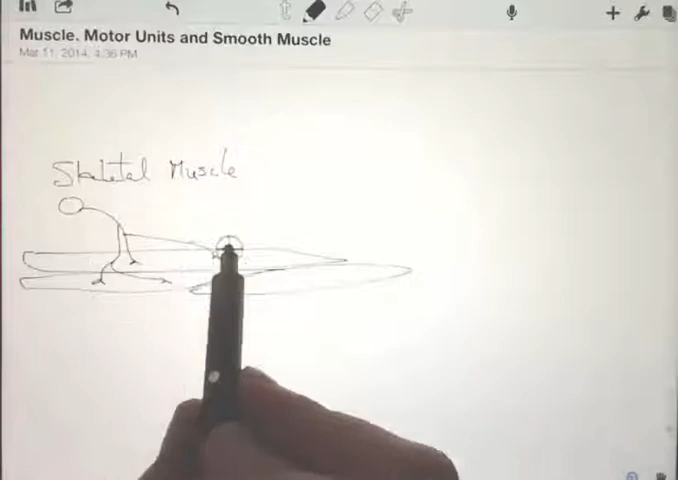 Muscle. Motor Units and Smooth Muscle
Mar 11, 2014, 4:36 PM
Skeletal Muscle